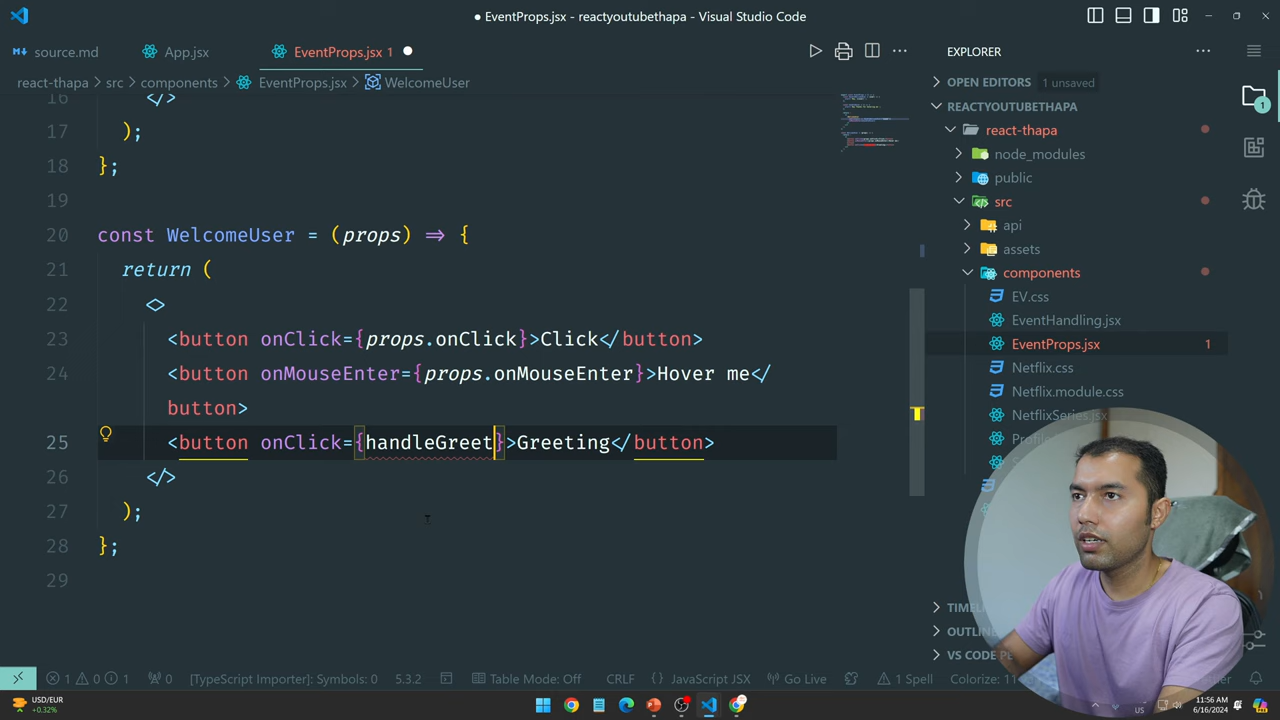 EventProps.jsx - reactyoutubethapa - Visual Studio Code
source.md
App.jsx
EventProps.jsx 1
react-thapa > src > components > EventProps.jsx > WelcomeUser
16 </>
17 );
18 };
19
20 const WelcomeUser = (props) => {
21 return (
22 <>
23 <button onClick={props.onClick}>Click</button>
24 <button onMouseEnter={props.onMouseEnter}>Hover me</
button>
25 <button onClick={handleGreet}>Greeting</button>
26 </>
27 );
28 };
29
EXPLORER
OPEN EDITORS 1 unsaved
REACTYOUTUBETHAPA
react-thapa
node_modules
public
src
api
assets
components
EV.css
EventHandling.jsx
EventProps.jsx 1
Netflix.css
Netflix.module.css
NetflixSeries.jsx
OUTLIN
VS CODE PE
1 0 1
0
[TypeScript Importer]: Symbols: 0
5.3.2
Table Mode: Off
CRLF
JavaScript JSX
Go Live
1 Spell
Colorize: 11
USD/EUR
+0.32%
US
11:56 AM
6/16/2024